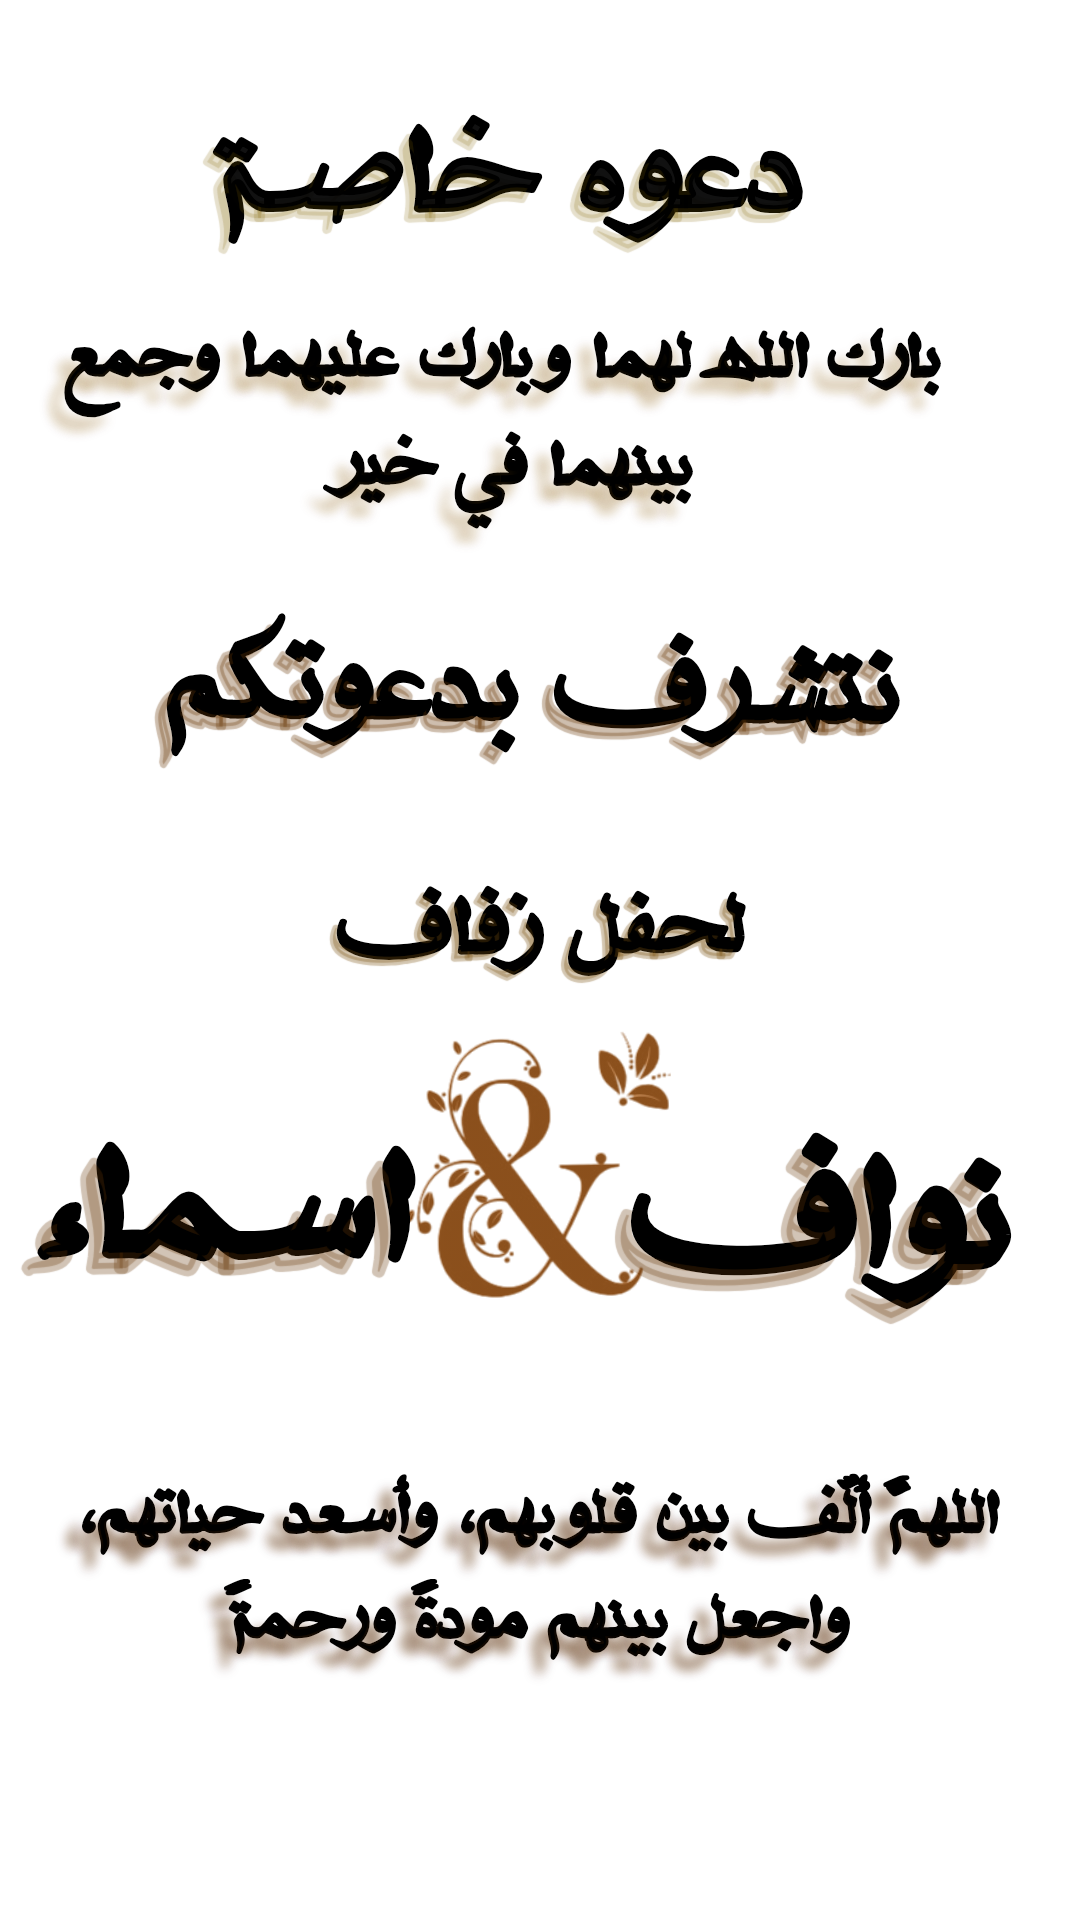 دعوه خاصة
بارك الله لهما وبارك عليهما وجمع
بينهما في خير
نتشرف بدعوتكم
لحفل زفاف
نواف & اسماء
اللهمَّ ألّف بين قلوبهم، وأسعد حياتهم،
واجعل بينهم مودةً ورحمةً